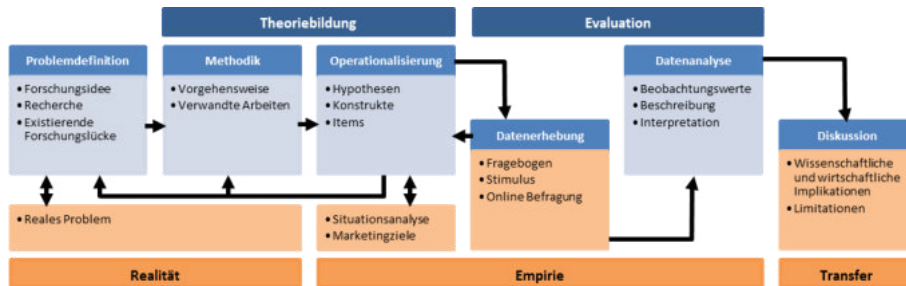 Theoriebildung
Evaluation
Problemdefinition
• Forschungsidee
• Recherche
• Existierende
Forschungslücke
Methodik
• Vorgehensweise
• Verwandte Arbeiten
Operationalisierung
• Hypothesen
• Konstrukte
• Items
Datenerhebung
• Fragebogen
• Stimulus
• Online Befragung
Datenanalyse
• Beobachtungswerte
• Beschreibung
• Interpretation
Diskussion
• Wissenschaftliche
und wirtschaftliche
Implikationen
• Limitationen
• Reales Problem
• Situationsanalyse
• Marketingziele
Realität
Empirie
Transfer